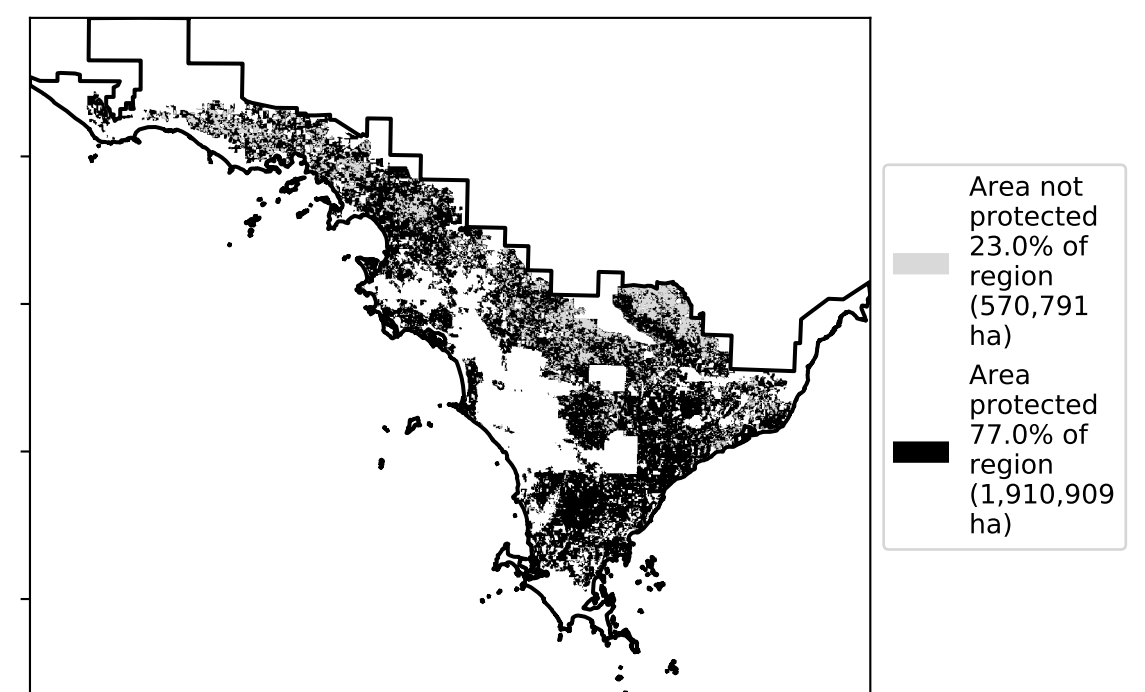 Area not
protected
23.0% of
region
(570,791
ha)
Area
protected
77.0% of
region
(1,910,909
ha)